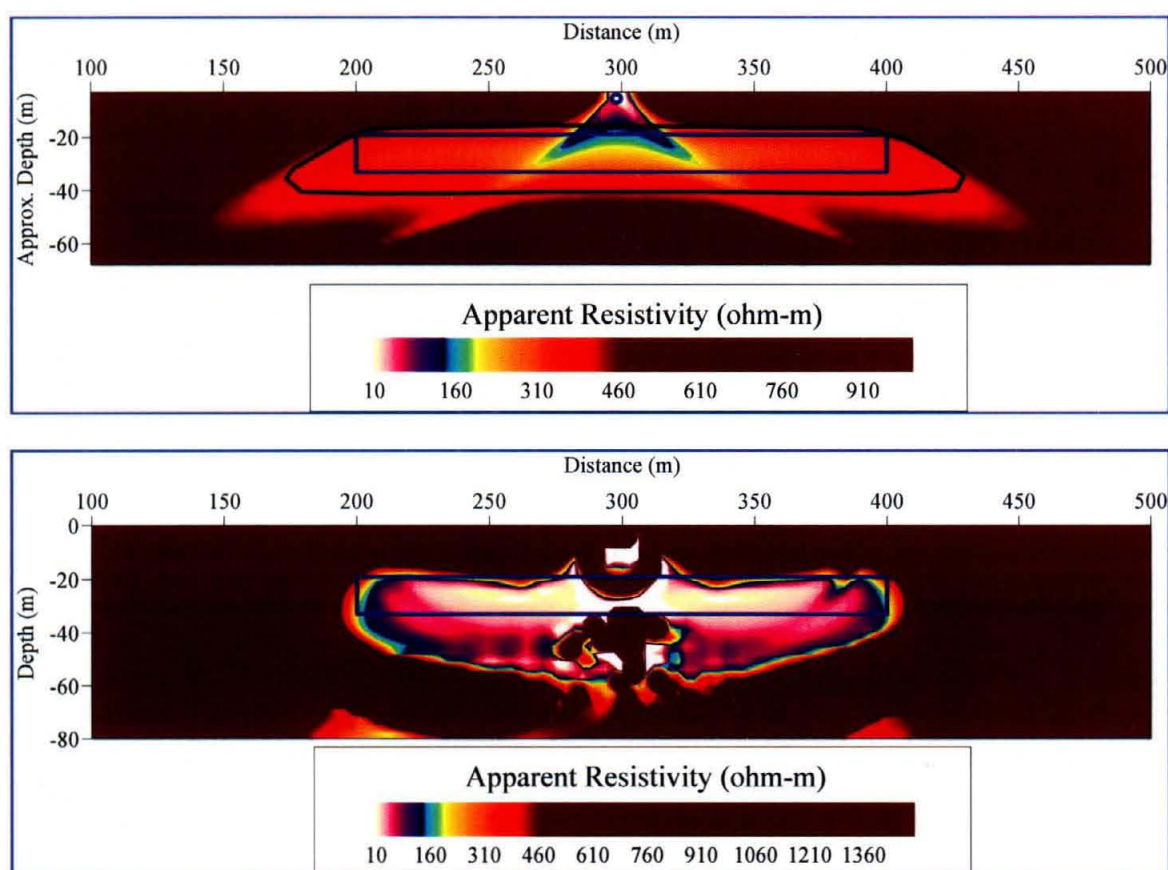 Distance (m)
100 150 200 250 300 350 400 450 500
Approx. Depth (m)
-20
-40
-60
Apparent Resistivity (ohm-m)
10 160 310 460 610 760 910
Distance (m)
100 150 200 250 300 350 400 450 500
Depth (m)
0
-20
-40
-60
-80
Apparent Resistivity (ohm-m)
10 160 310 460 610 760 910 1060 1210 1360